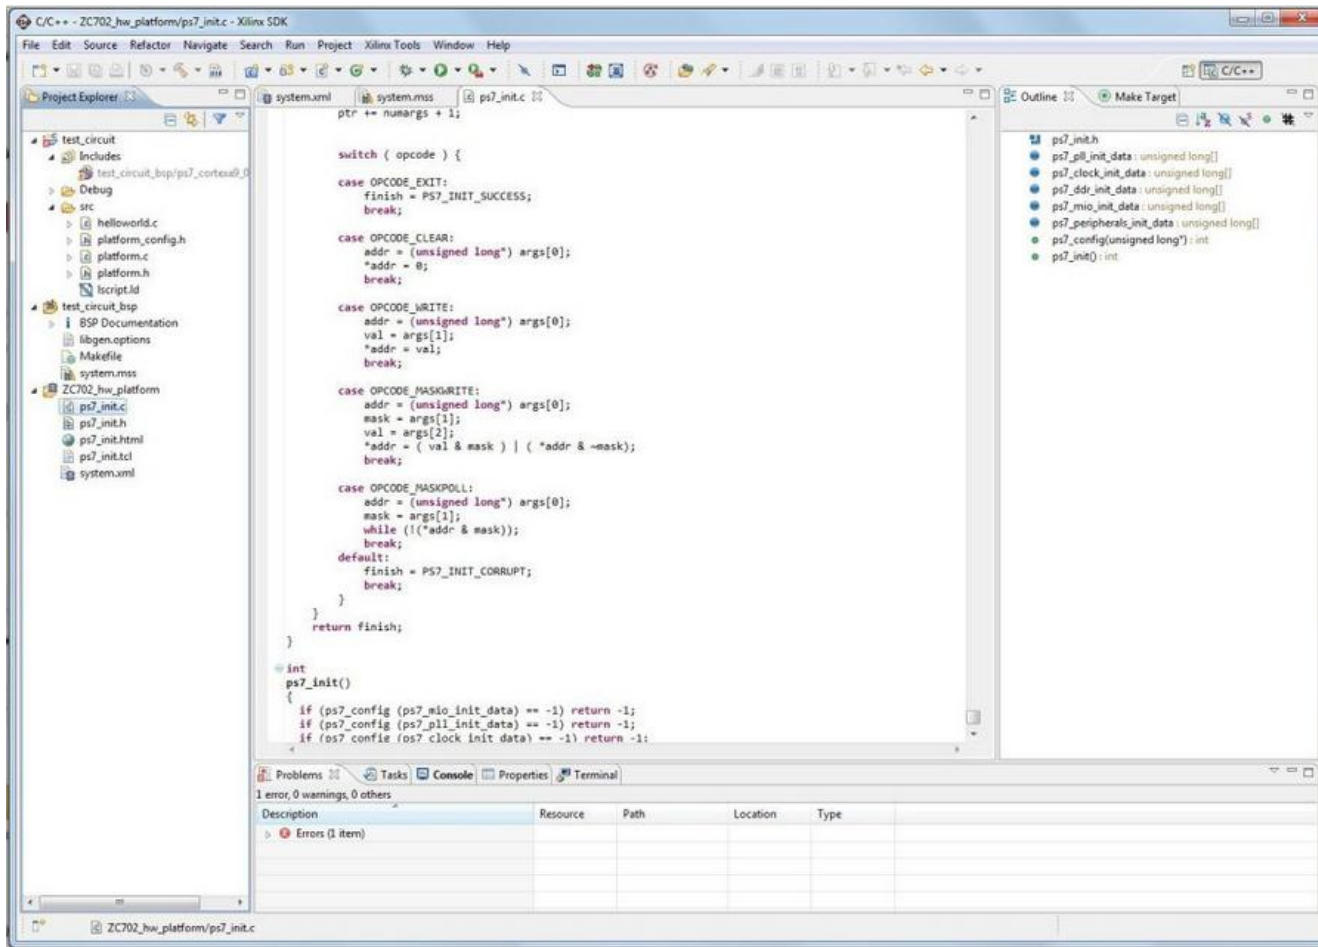 C/C++ - ZC702_hw_platform/ps7_init.c - Xilinx SDK
File Edit Source Refactor Navigate Search Run Project Xilinx Tools Window Help
C/C++
Project Explorer
test_circuit
Includes
test_circuit_bsp/ps7_cortexa9_0
Debug
src
helloworld.c
platform_config.h
platform.c
platform.h
lscript.ld
test_circuit_bsp
BSP Documentation
libgen.options
Makefile
system.mss
ZC702_hw_platform
ps7_init.c
ps7_init.h
ps7_init.html
ps7_init.tcl
system.xml
system.xml system.mss ps7_init.c
ptr += numargs + 1;
switch ( opcode ) {
case OPCODE_EXIT:
finish = PS7_INIT_SUCCESS;
break;
case OPCODE_CLEAR:
addr = (unsigned long*) args[0];
*addr = 0;
break;
case OPCODE_WRITE:
addr = (unsigned long*) args[0];
val = args[1];
*addr = val;
break;
case OPCODE_MASKWRITE:
addr = (unsigned long*) args[0];
mask = args[1];
val = args[2];
*addr = ( val & mask ) | ( *addr & ~mask);
break;
case OPCODE_MASKPOLL:
addr = (unsigned long*) args[0];
mask = args[1];
while (!(*addr & mask));
break;
default:
finish = PS7_INIT_CORRUPT;
break;
}
}
return finish;
}
int
ps7_init()
{
if (ps7_config (ps7_mio_init_data) == -1) return -1;
if (ps7_config (ps7_pll_init_data) == -1) return -1;
if (ps7_config (ps7_clock_init_data) == -1) return -1;
Outline Make Target
ps7_init.h
ps7_pll_init_data : unsigned long[]
ps7_clock_init_data : unsigned long[]
ps7_ddr_init_data : unsigned long[]
ps7_mio_init_data : unsigned long[]
ps7_peripherals_init_data : unsigned long[]
ps7_config(unsigned long*) : int
ps7_init() : int
Problems Tasks Console Properties Terminal
1 error, 0 warnings, 0 others
Description Resource Path Location Type
Errors (1 item)
ZC702_hw_platform/ps7_init.c